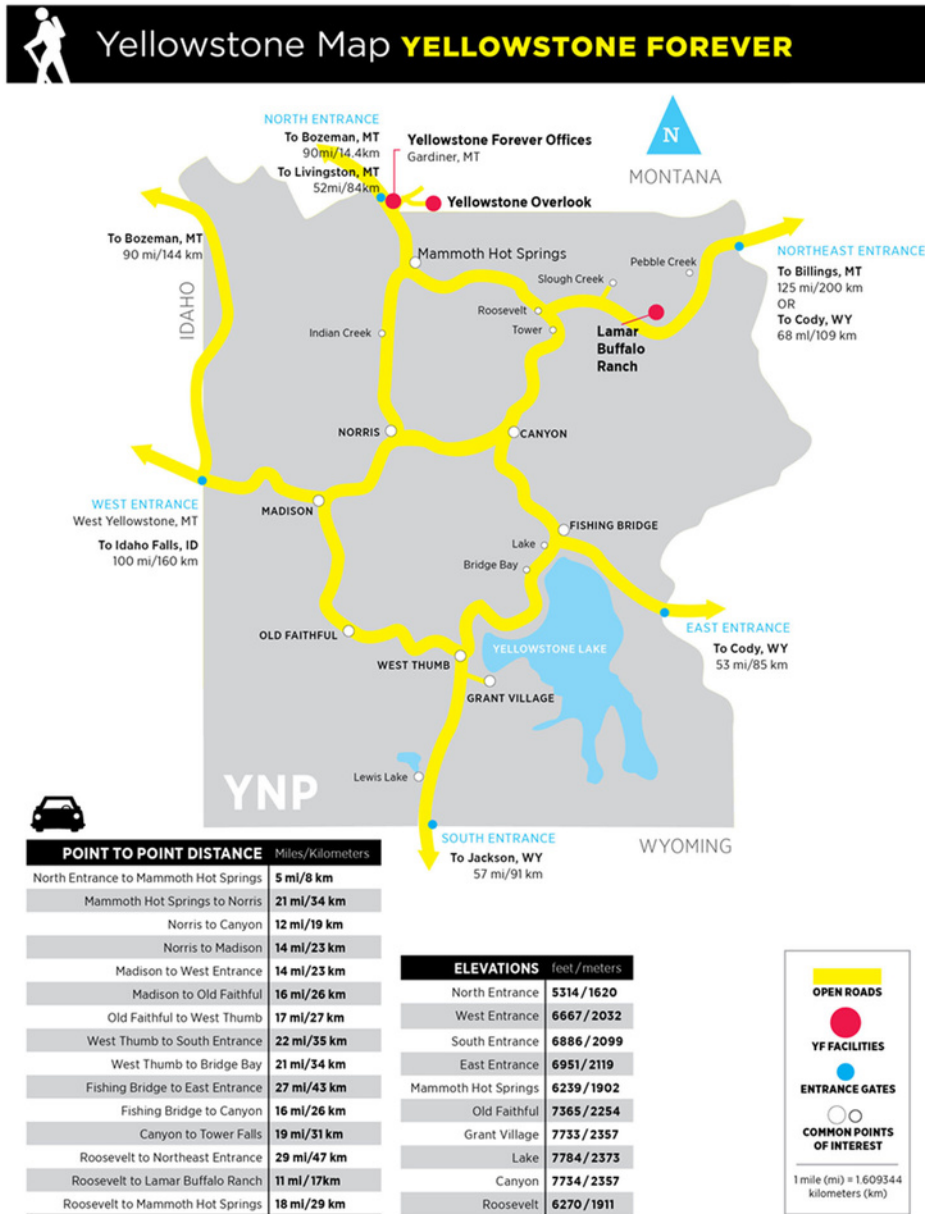 Yellowstone Map YELLOWSTONE FOREVER
NORTH ENTRANCE
To Bozeman, MT
90mi/14.4km
To Livingston, MT
52mi/84km
Yellowstone Forever Offices
Gardiner, MT
Yellowstone Overlook
N
MONTANA
To Bozeman, MT
90 mi/144 km
IDAHO
Mammoth Hot Springs
Pebble Creek
Slough Creek
NORTHEAST ENTRANCE
To Billings, MT
125 mi/200 km
OR
To Cody, WY
68 ml/109 km
Roosevelt
Tower
Lamar
Buffalo
Ranch
Indian Creek
NORRIS
CANYON
WEST ENTRANCE
West Yellowstone, MT
To Idaho Falls, ID
100 mi/160 km
MADISON
FISHING BRIDGE
Lake
Bridge Bay
OLD FAITHFUL
WEST THUMB
YELLOWSTONE LAKE
GRANT VILLAGE
EAST ENTRANCE
To Cody, WY
53 mi/85 km
Lewis Lake
YNP
SOUTH ENTRANCE
To Jackson, WY
57 mi/91 km
WYOMING
POINT TO POINT DISTANCE Miles/Kilometers
North Entrance to Mammoth Hot Springs 5 mi/8 km
Mammoth Hot Springs to Norris 21 mi/34 km
Norris to Canyon 12 mi/19 km
Norris to Madison 14 mi/23 km
Madison to West Entrance 14 mi/23 km
Madison to Old Faithful 16 mi/26 km
Old Faithful to West Thumb 17 mi/27 km
West Thumb to South Entrance 22 mi/35 km
West Thumb to Bridge Bay 21 mi/34 km
Fishing Bridge to East Entrance 27 mi/43 km
Fishing Bridge to Canyon 16 mi/26 km
Canyon to Tower Falls 19 mi/31 km
Roosevelt to Northeast Entrance 29 mi/47 km
Roosevelt to Lamar Buffalo Ranch 11 mi/17km
Roosevelt to Mammoth Hot Springs 18 mi/29 km
ELEVATIONS feet/meters
North Entrance 5314/1620
West Entrance 6667/2032
South Entrance 6886/2099
East Entrance 6951/2119
Mammoth Hot Springs 6239/1902
Old Faithful 7365/2254
Grant Village 7733/2357
Lake 7784/2373
Canyon 7734/2357
Roosevelt 6270/1911
OPEN ROADS
YF FACILITIES
ENTRANCE GATES
COMMON POINTS
OF INTEREST
1 mile (mi) = 1.609344
kilometers (km)